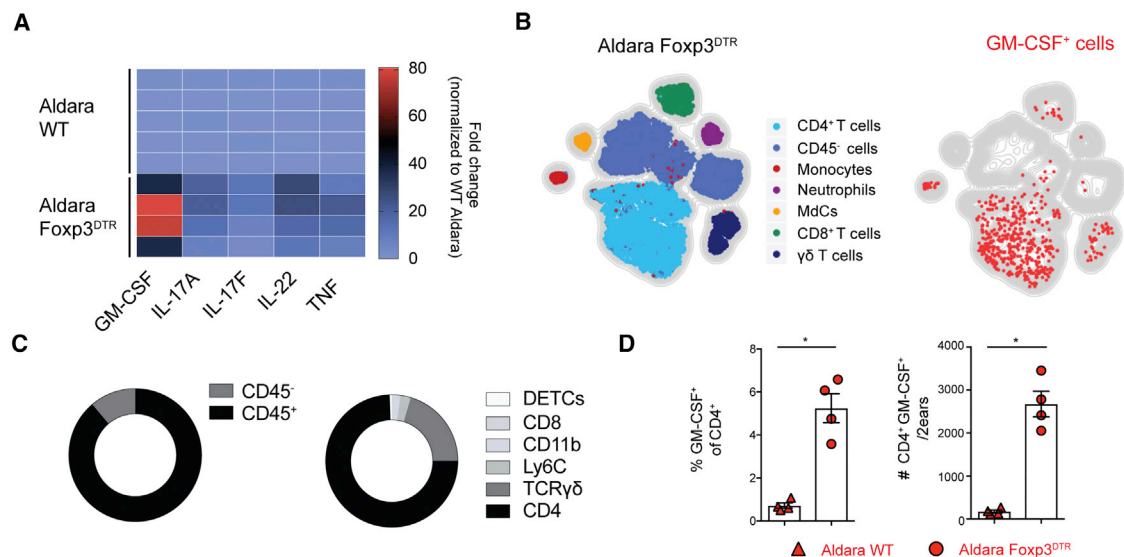 A
Aldara
WT
Aldara
Foxp3DTR
GM-CSF
IL-17A
IL-17F
IL-22
TNF
80
60
40
20
0
Fold change
(normalized to WT Aldara)
B
Aldara Foxp3DTR
CD4+ T cells
CD45- cells
Monocytes
Neutrophils
MdCs
CD8+ T cells
γδ T cells
GM-CSF+ cells
C
CD45-
CD45+
DETCs
CD8
CD11b
Ly6C
TCRγδ
CD4
D
% GM-CSF+
of CD4+
8
6
4
2
0
*
# CD4+ GM-CSF+
/2ears
4000
3000
2000
1000
0
*
Aldara WT
Aldara Foxp3DTR